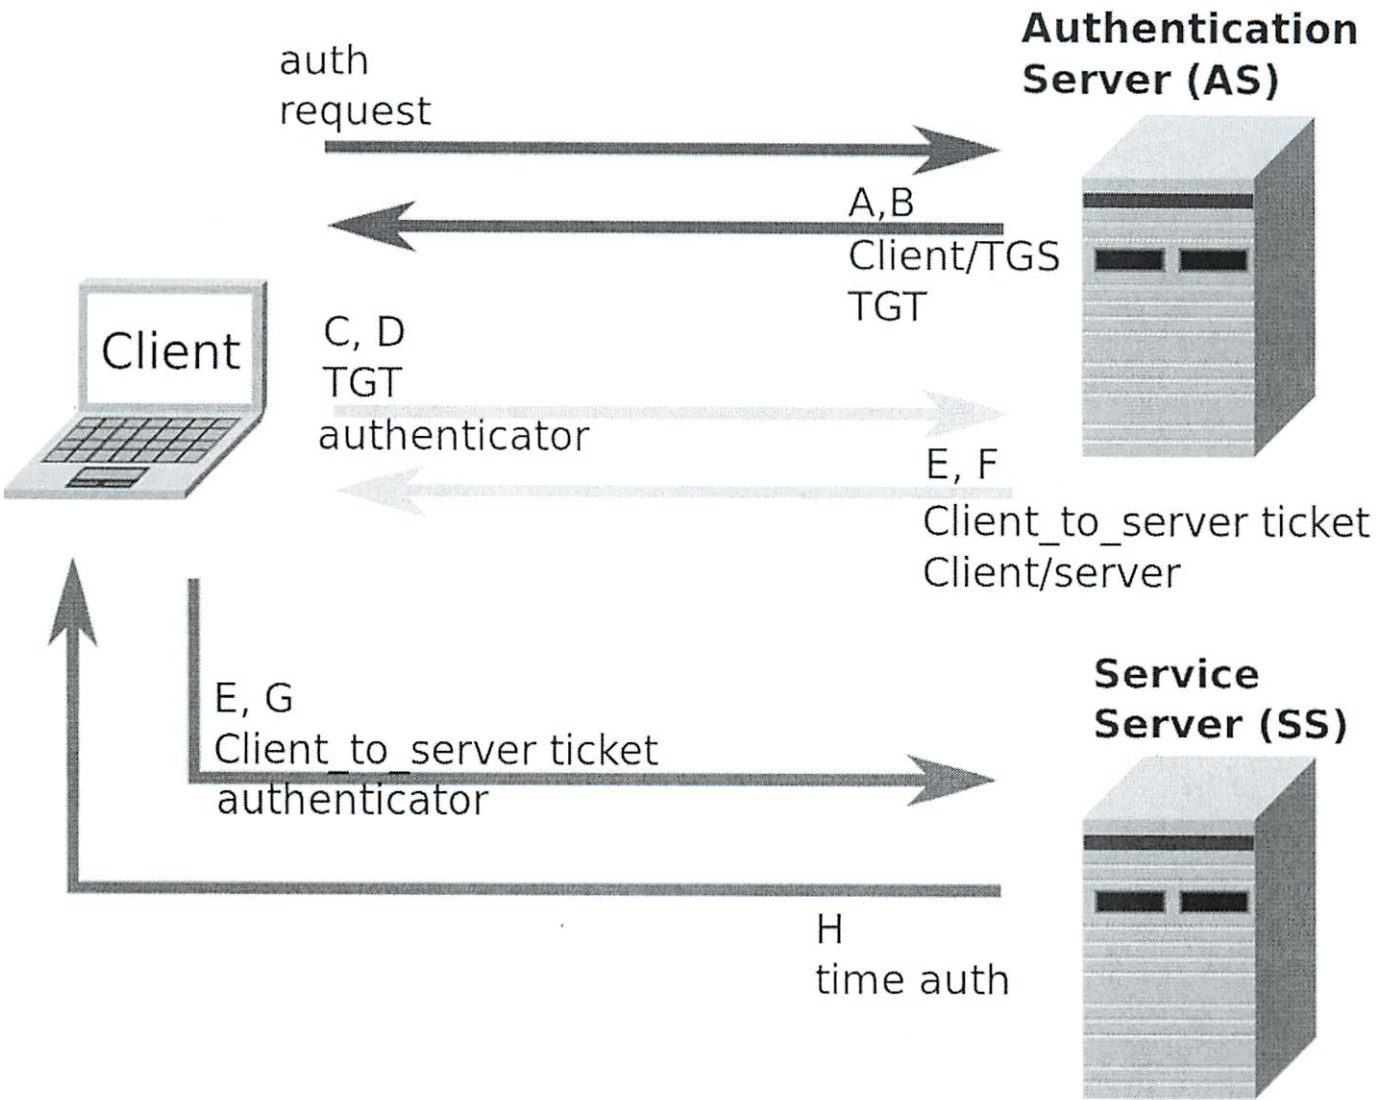 Authentication
Server (AS)
auth
request
A,B
Client/TGS
TGT
Client
C, D
TGT
authenticator
E, F
Client_to_server ticket
Client/server
Service
Server (SS)
E, G
Client_to_server ticket
authenticator
H
time auth